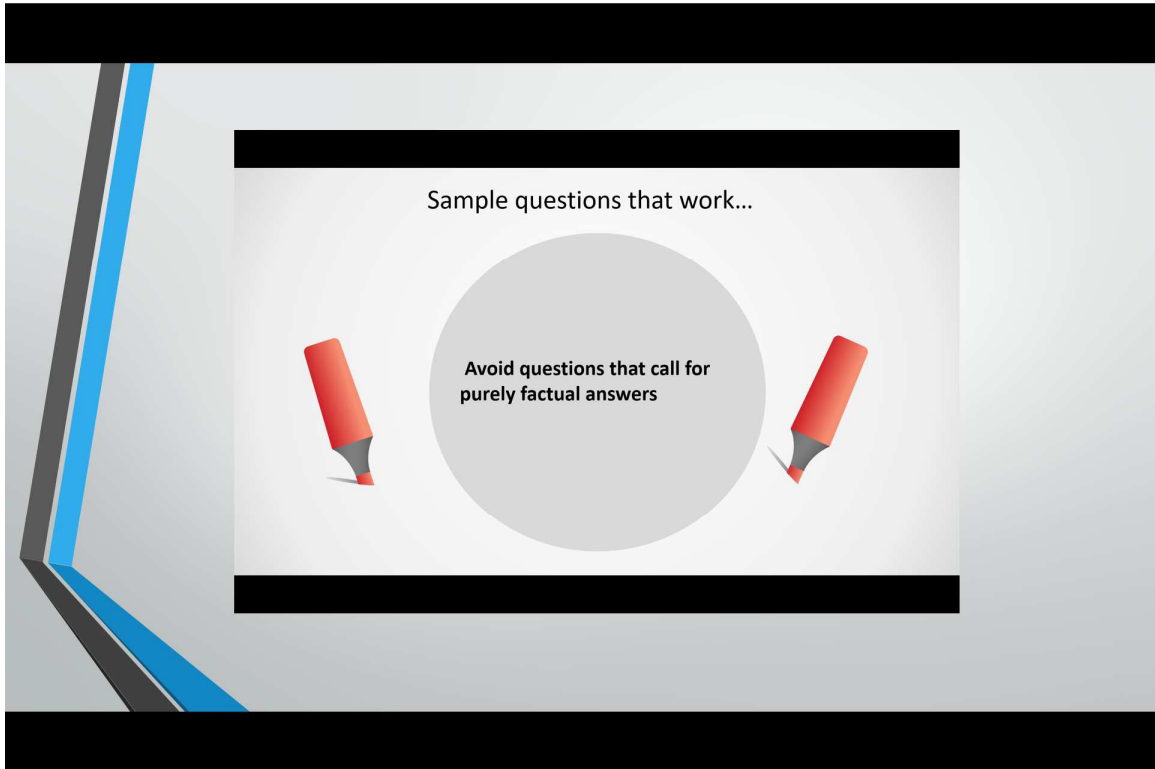 Sample questions that work...
Avoid questions that call for
purely factual answers